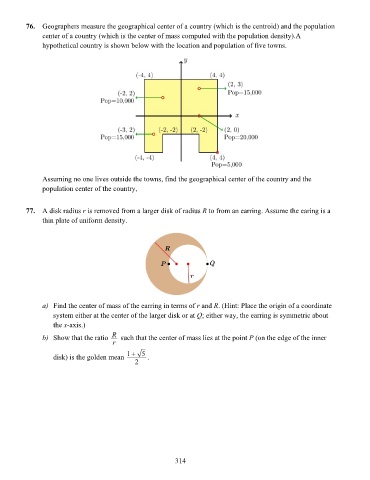 76. Geographers measure the geographical center of a country (which is the centroid) and the population
center of a country (which is the center of mass computed with the population density).A
hypothetical country is shown below with the location and population of five towns.
y
(-4, 4) (4, 4)
(2, 3)
Pop=15,000
(-2, 2)
Pop=10,000
x
(-3, 2) (-2, -2) (2, -2) (2, 0)
Pop=15,000 Pop=20,000
(-4, -4) (4, 4)
Pop=5,000
Assuming no one lives outside the towns, find the geographical center of the country and the
population center of the country,
77. A disk radius r is removed from a larger disk of radius R to from an earring. Assume the earing is a
thin plate of uniform density.
R
P Q
r
a) Find the center of mass of the earring in terms of r and R. (Hint: Place the origin of a coordinate
system either at the center of the larger disk or at Q; either way, the earring is symmetric about
the x-axis.)
b) Show that the ratio R/r such that the center of mass lies at the point P (on the edge of the inner
disk) is the golden mean (1+√5)/2.
314